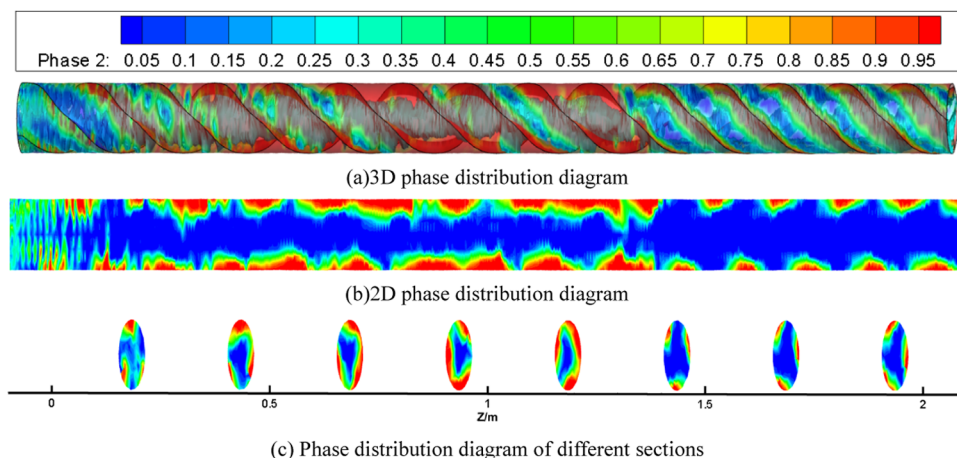 Phase 2: 0.05 0.1 0.15 0.2 0.25 0.3 0.35 0.4 0.45 0.5 0.55 0.6 0.65 0.7 0.75 0.8 0.85 0.9 0.95
(a)3D phase distribution diagram
(b)2D phase distribution diagram
0 0.5 1 1.5 2
Z/m
(c) Phase distribution diagram of different sections